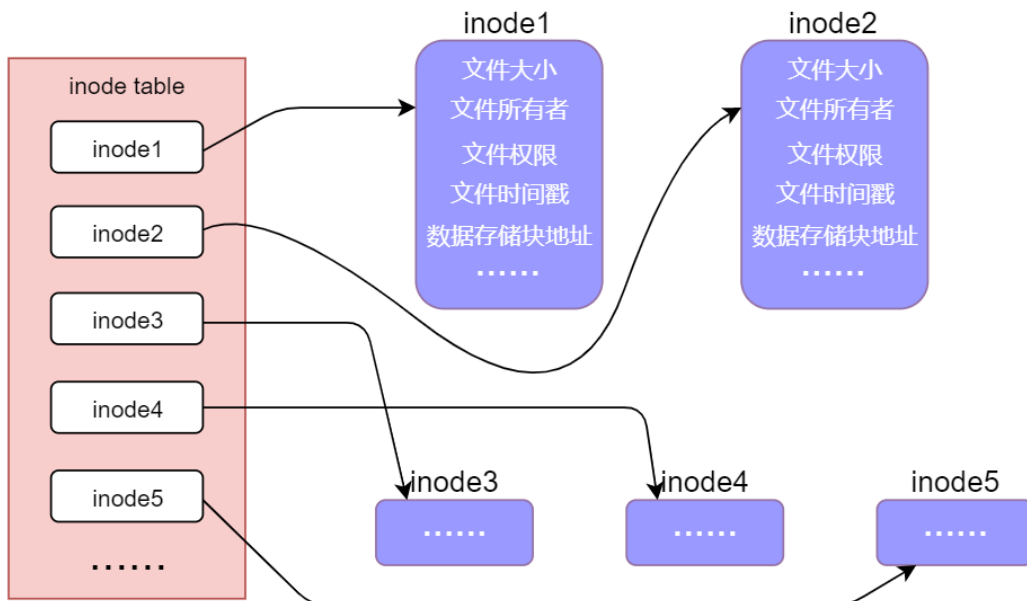 inode table
inode1
inode2
inode3
inode4
inode5
......
inode1
文件大小
文件所有者
文件权限
文件时间戳
数据存储块地址
......
inode2
文件大小
文件所有者
文件权限
文件时间戳
数据存储块地址
......
inode3
......
inode4
......
inode5
......